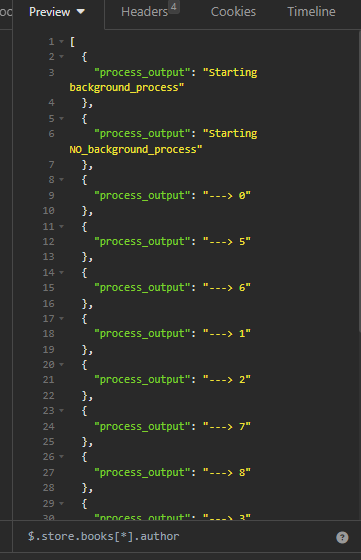 Preview Headers 4 Cookies Timeline
1 [
2 {
3 "process_output": "Starting
background_process"
4 },
5 {
6 "process_output": "Starting
NO_background_process"
7 },
8 {
9 "process_output": "---> 0"
10 },
11 {
12 "process_output": "---> 5"
13 },
14 {
15 "process_output": "---> 6"
16 },
17 {
18 "process_output": "---> 1"
19 },
20 {
21 "process_output": "---> 2"
22 },
23 {
24 "process_output": "---> 7"
25 },
26 {
27 "process_output": "---> 8"
28 },
29 {
30 "process_output": "---> 3"
$.store.books[*].author
?